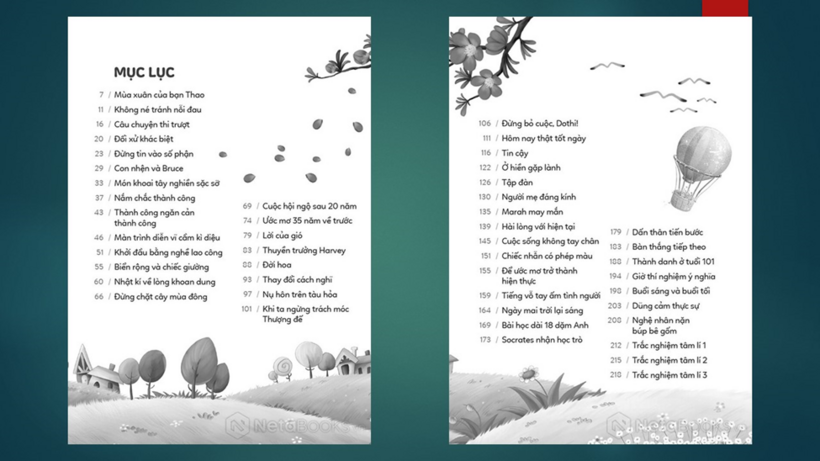 MỤC LỤC
7 / Mùa xuân của bạn Thao
11 / Không né tránh nỗi đau
16 / Câu chuyện thi trượt
20 / Đối xử khác biệt
23 / Đừng tin vào số phận
29 / Con nhện và Bruce
33 / Món khoai tây nghiền sặc sỡ
37 / Nắm chắc thành công
43 / Thành công ngăn cản
thành công
46 / Màn trình diễn vĩ cầm kì diệu
51 / Khởi đầu bằng nghề lao công
55 / Biển rộng và chiếc giường
60 / Nhật kí về lòng khoan dung
66 / Đừng chặt cây mùa đông
69 / Cuộc hội ngộ sau 20 năm
74 / Ước mơ 35 năm về trước
79 / Lời của gió
83 / Thuyền trưởng Harvey
88 / Đời hoa
93 / Thay đổi cách nghĩ
97 / Nụ hôn trên tàu hỏa
101 / Khi ta ngừng trách móc
Thượng đế
NetaBOOKS
106 / Đừng bỏ cuộc, Dothi!
111 / Hôm nay thật tốt ngày
116 / Tin cậy
122 / Ở hiền gặp lành
126 / Tập đàn
130 / Người mẹ đáng kính
135 / Marah may mắn
139 / Hài lòng với hiện tại
145 / Cuộc sống không tay chân
151 / Chiếc nhẫn có phép màu
155 / Để ước mơ trở thành
hiện thực
159 / Tiếng vỗ tay ấm tình người
164 / Ngày mai trời lại sáng
169 / Bài học dài 18 dặm Anh
173 / Socrates nhận học trò
179 / Dấn thân tiến bước
183 / Bàn thắng tiếp theo
188 / Thành danh ở tuổi 101
194 / Giờ thí nghiệm ý nghĩa
198 / Buổi sáng và buổi tối
203 / Dũng cảm thực sự
208 / Nghệ nhân nặn
búp bê gốm
212 / Trắc nghiệm tâm lí 1
215 / Trắc nghiệm tâm lí 2
218 / Trắc nghiệm tâm lí 3